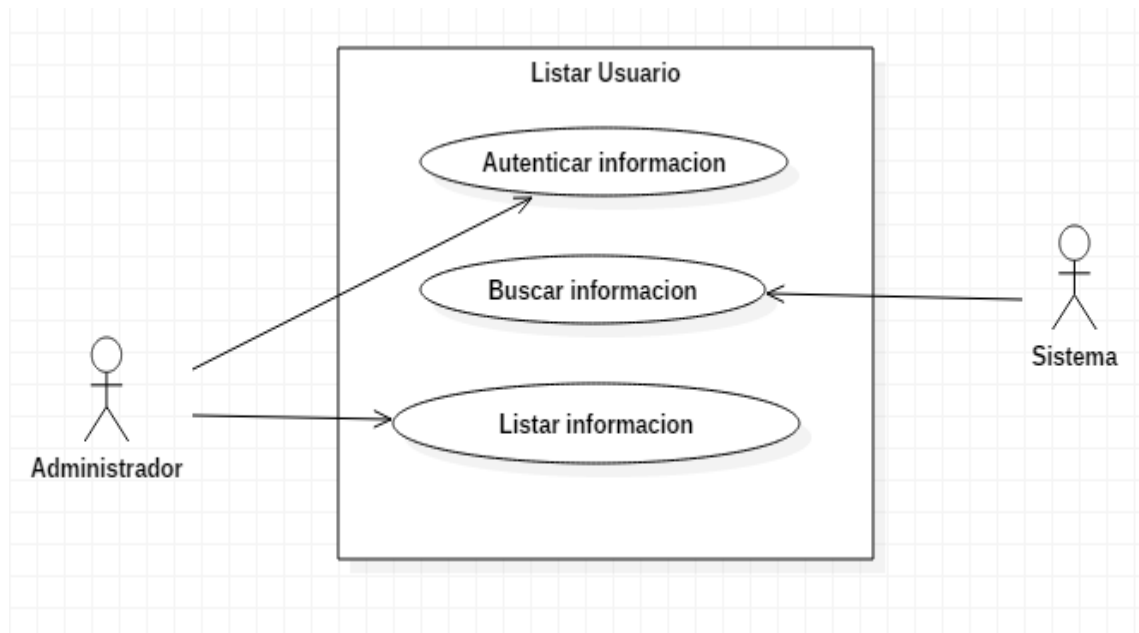 Listar Usuario
Autenticar informacion
Buscar informacion
Sistema
Listar informacion
Administrador